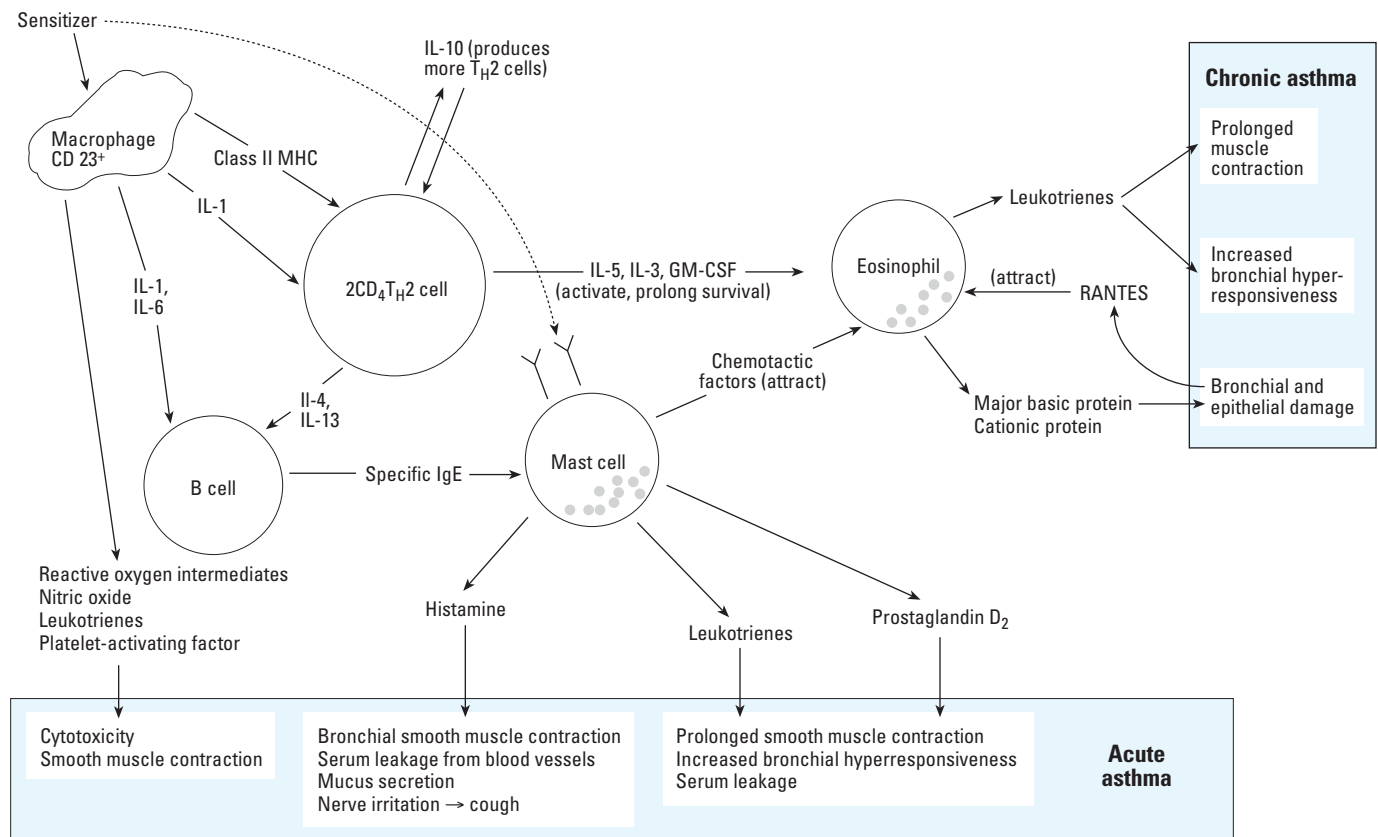 Sensitizer
IL-10 (produces
more TH2 cells)
Chronic asthma
Macrophage
CD 23+
Class II MHC
Prolonged
muscle
contraction
IL-1
Leukotrienes
2CD4TH2 cell
IL-5, IL-3, GM-CSF
(activate, prolong survival)
Eosinophil
(attract)
RANTES
Increased
bronchial hyper-
responsiveness
IL-1,
IL-6
Chemotactic
factors (attract)
Il-4,
IL-13
Major basic protein
Cationic protein
Bronchial and
epithelial damage
B cell
Specific IgE
Mast cell
Reactive oxygen intermediates
Nitric oxide
Leukotrienes
Platelet-activating factor
Histamine
Leukotrienes
Prostaglandin D2
Cytotoxicity
Smooth muscle contraction
Bronchial smooth muscle contraction
Serum leakage from blood vessels
Mucus secretion
Nerve irritation → cough
Prolonged smooth muscle contraction
Increased bronchial hyperresponsiveness
Serum leakage
Acute
asthma